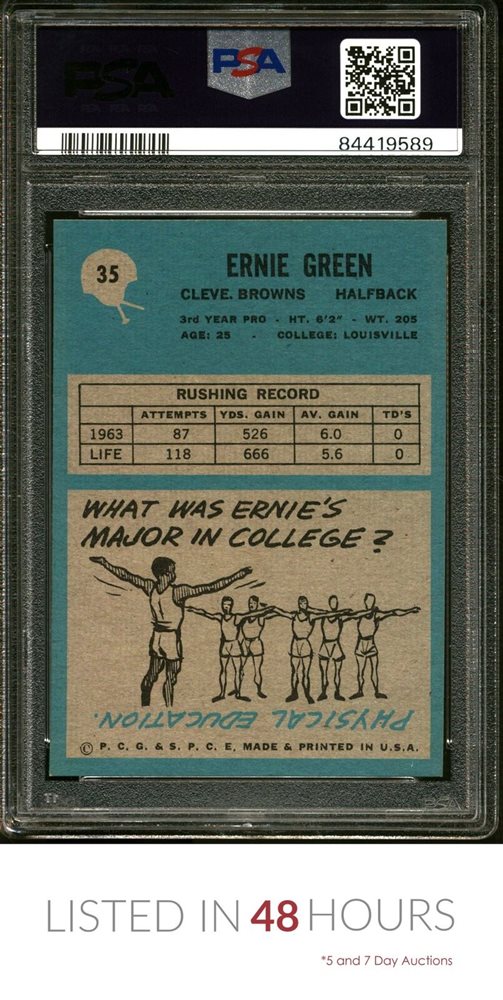 PSA
PSA
84419589
35
ERNIE GREEN
CLEVE. BROWNS HALFBACK
3rd YEAR PRO - HT. 6'2" - WT. 205
AGE: 25 - COLLEGE: LOUISVILLE
RUSHING RECORD
ATTEMPTS YDS. GAIN AV. GAIN TD'S
1963 87 526 6.0 0
LIFE 118 666 5.6 0
WHAT WAS ERNIE'S
MAJOR IN COLLEGE?
PHYSICAL EDUCATION.
© P. C. G. & S. P. C. E, MADE & PRINTED IN U.S.A.
PSA
LISTED IN 48 HOURS
*5 and 7 Day Auctions